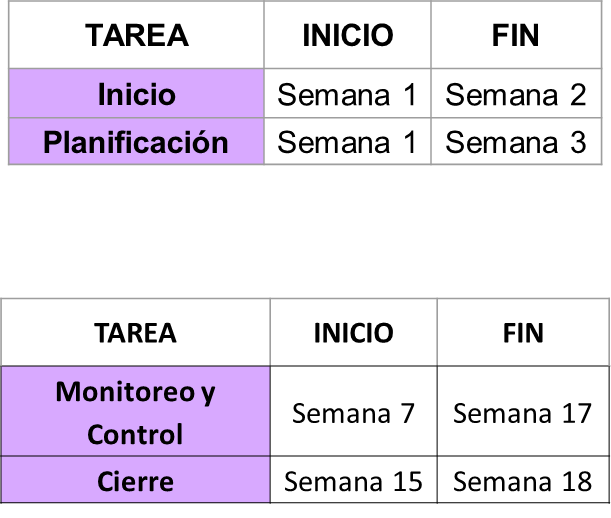 TAREA INICIO FIN
Inicio Semana 1 Semana 2
Planificación Semana 1 Semana 3
TAREA INICIO FIN
Monitoreo y
Control Semana 7 Semana 17
Cierre Semana 15 Semana 18